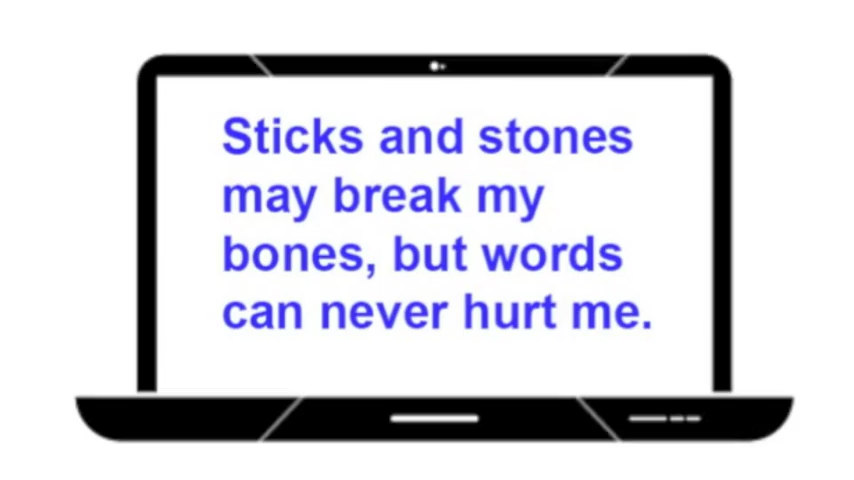 Sticks and stones
may break my
bones, but words
can never hurt me.